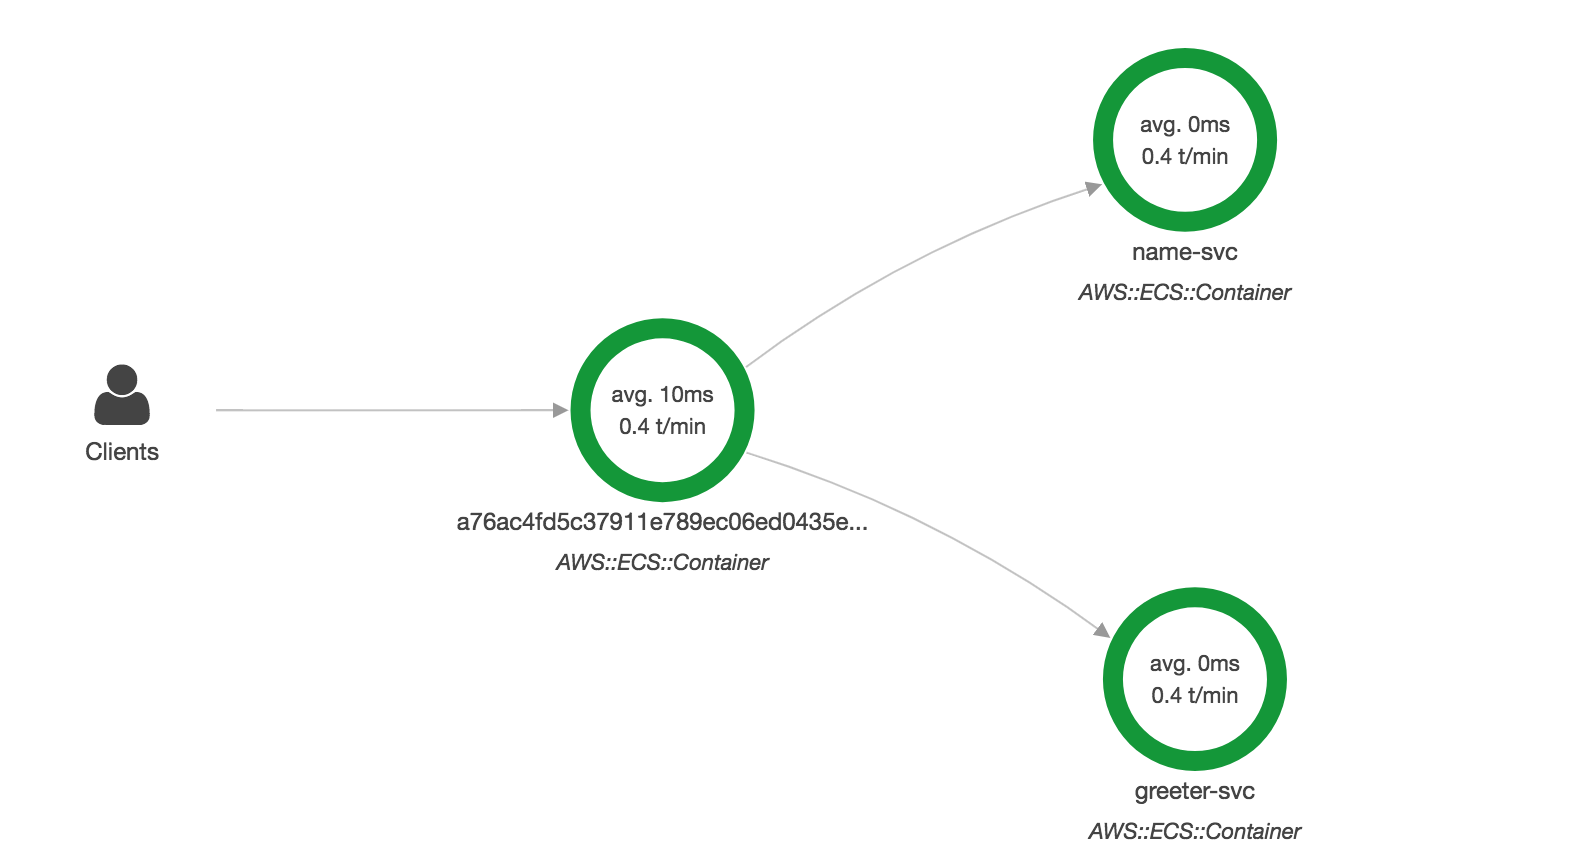 avg. 0ms
0.4 t/min
name-svc
AWS::ECS::Container
Clients
avg. 10ms
0.4 t/min
a76ac4fd5c37911e789ec06ed0435e...
AWS::ECS::Container
avg. 0ms
0.4 t/min
greeter-svc
AWS::ECS::Container